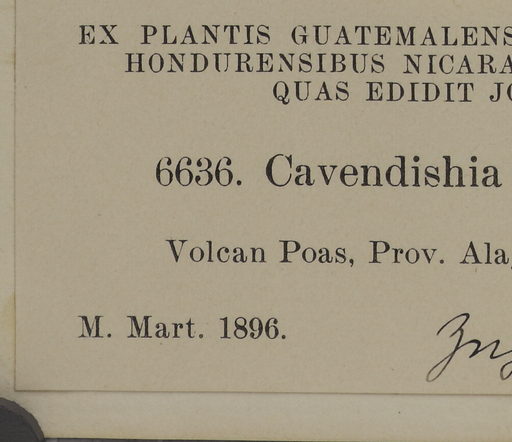 EX PLANTIS GUATEMALENS
HONDURENSIBUS NICARA
QUAS EDIDIT JO
6636. Cavendishia
Volcan Poas, Prov. Ala
M. Mart. 1896.